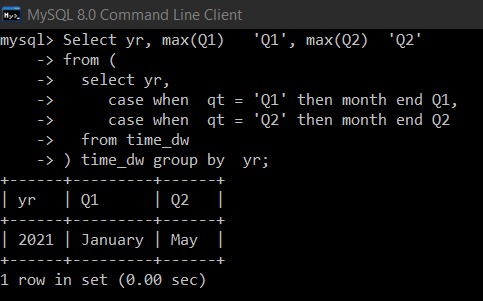 MySQL 8.0 Command Line Client
mysql> Select yr, max(Q1)   'Q1', max(Q2)  'Q2'
    -> from (
    ->   select yr,
    ->      case when  qt = 'Q1' then month end Q1,
    ->      case when  qt = 'Q2' then month end Q2
    ->   from time_dw
    -> ) time_dw group by  yr;
+------+---------+------+
| yr   | Q1      | Q2   |
+------+---------+------+
| 2021 | January | May  |
+------+---------+------+
1 row in set (0.00 sec)